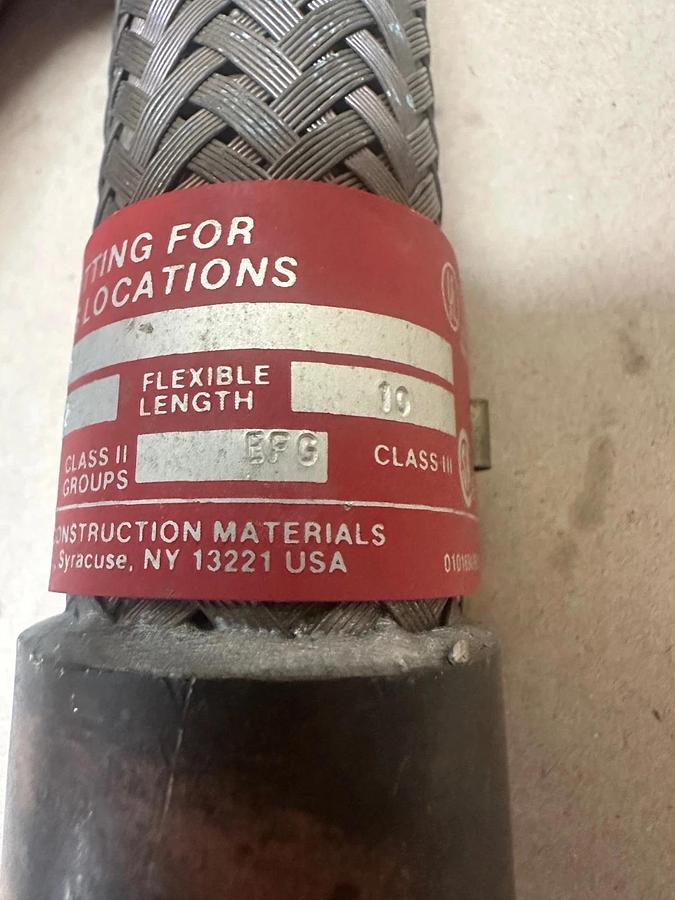 TTING FOR
LOCATIONS
FLEXIBLE
LENGTH
10
CLASS II
GROUPS
EFG
CLASS III
ONSTRUCTION MATERIALS
, Syracuse, NY 13221 USA